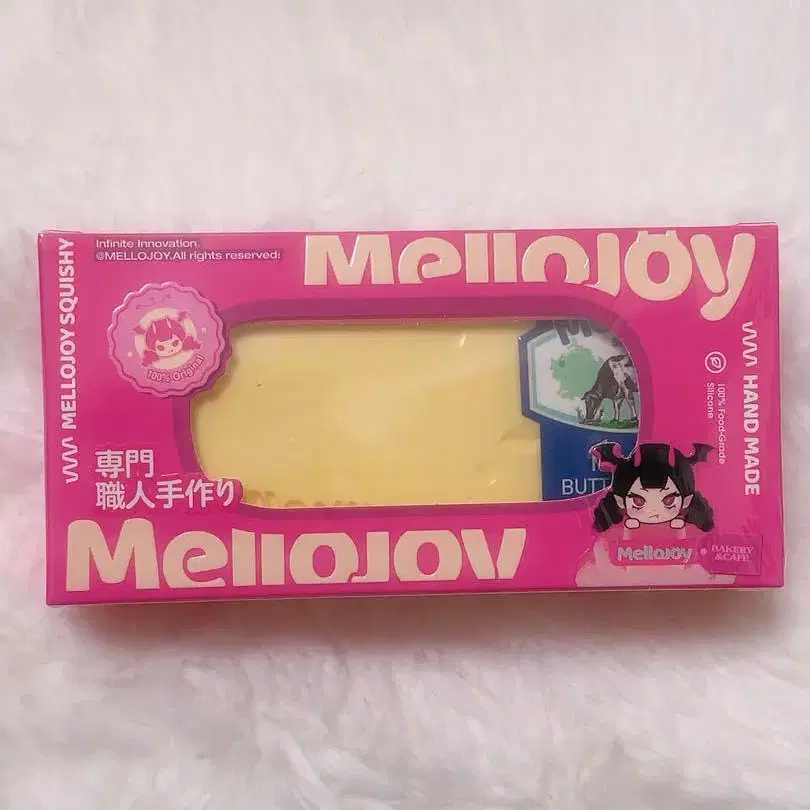 Infinite Innovation.
@MELLOJOY.All rights reserved:
Mellojoy
MELLOJOY SQUISHY
100% Original
HAND MADE
100% Food-Grade
Silicone
専門
職人手作り
BUTT
Mellojoy
BAKERY
&CAFE
Mellojoy